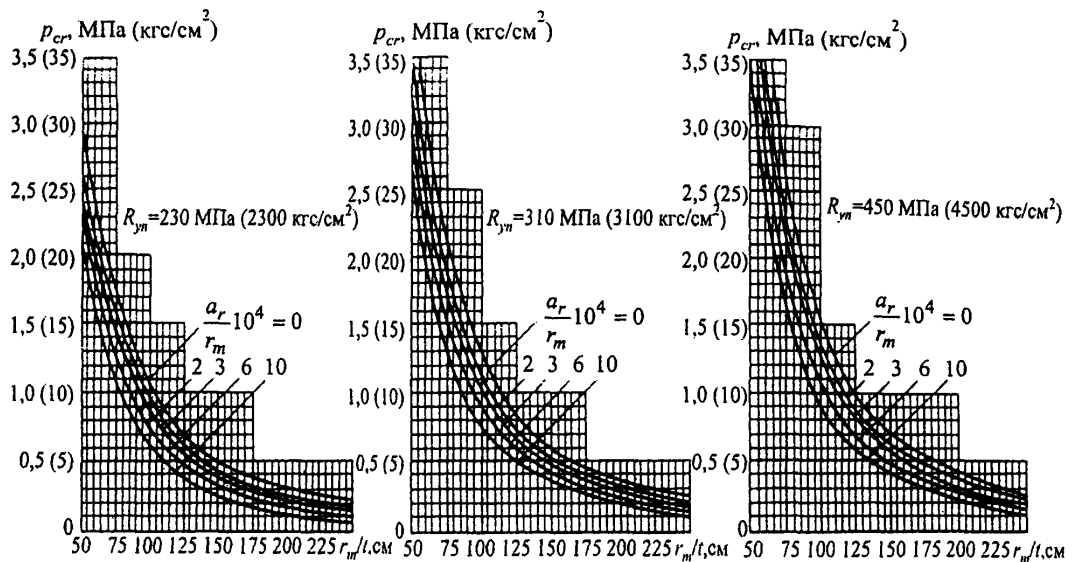 p_cr, МПа (кгс/см²)
3,5 (35)
3,0 (30)
2,5 (25)
2,0 (20)
1,5 (15)
1,0 (10)
0,5 (5)
0
R_yn=230 МПа (2300 кгс/см²)
a_r/r_m 10⁴ = 0
2 3 6 10
50 75 100 125 150 175 200 225 r_m/t,см
p_cr, МПа (кгс/см²)
3,5 (35)
3,0 (30)
2,5 (25)
2,0 (20)
1,5 (15)
1,0 (10)
0,5 (5)
0
R_yn=310 МПа (3100 кгс/см²)
a_r/r_m 10⁴ = 0
2 3 6 10
50 75 100 125 150 175 200 225 r_m/t,см
p_cr, МПа (кгс/см²)
3,5 (35)
3,0 (30)
2,5 (25)
2,0 (20)
1,5 (15)
1,0 (10)
0,5 (5)
0
R_yn=450 МПа (4500 кгс/см²)
a_r/r_m 10⁴ = 0
2 3 6 10
50 75 100 125 150 175 200 225 r_m/t,см